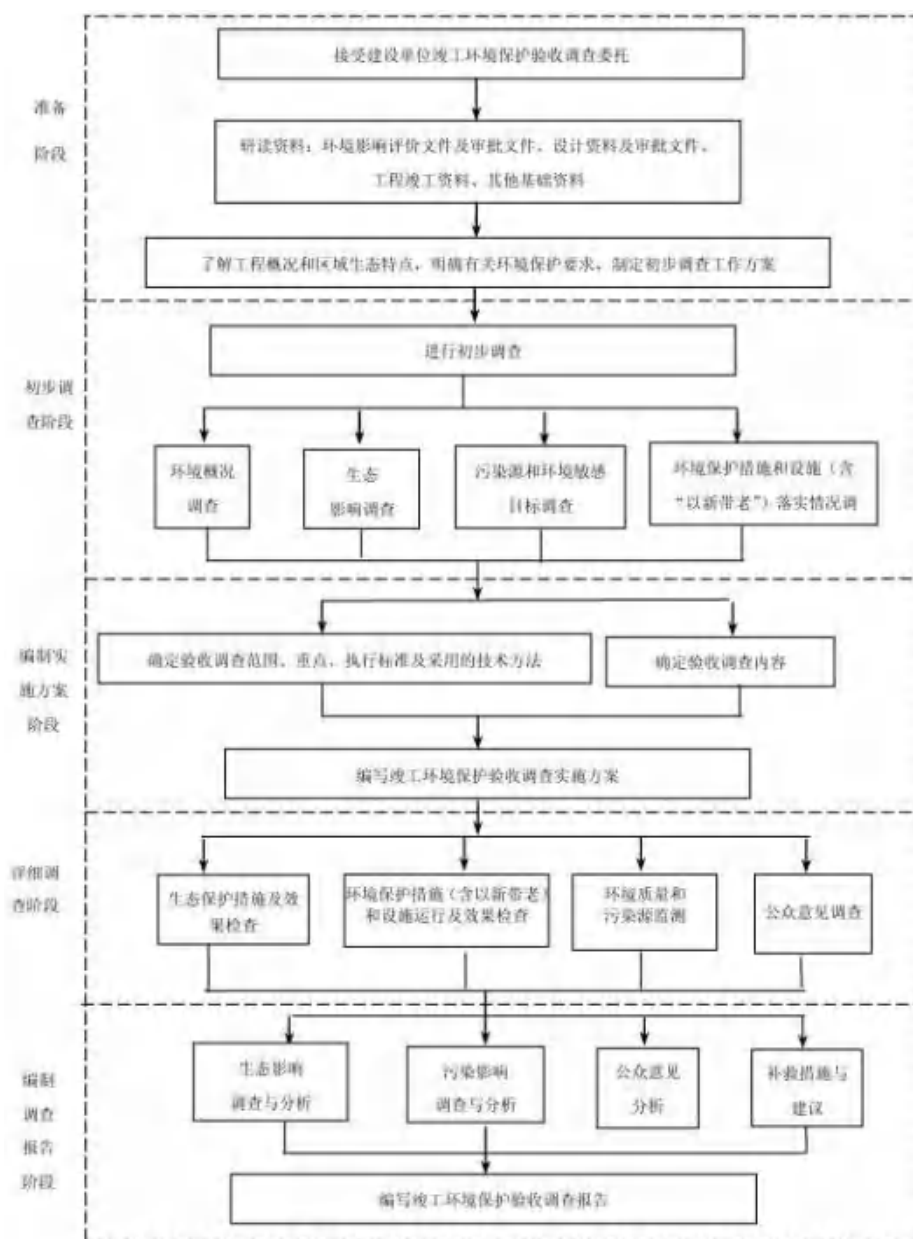 接受建设单位竣工环境保护验收调查委托
准备
阶段
研读资料：环境影响评价文件及审批文件、设计资料及审批文件、
工程竣工资料、其他基础资料
了解工程概况和区域生态特点，明确有关环境保护要求，制定初步调查工作方案
进行初步调查
初步调
查阶段
环境概况
调查
生态
影响调查
污染源和环境敏感
目标调查
环境保护措施和设施（含
“以新带老”）落实情况调
编制实
施方案
阶段
确定验收调查范围、重点、执行标准及采用的技术方法
确定验收调查内容
编写竣工环境保护验收调查实施方案
详细调
查阶段
生态保护措施及效
果检查
环境保护措施（含以新带老）
和设施运行及效果检查
环境质量和
污染源监测
公众意见调查
编制
调查
报告
阶段
生态影响
调查与分析
污染影响
调查与分析
公众意见
分析
补验措施与
建议
编写竣工环境保护验收调查报告